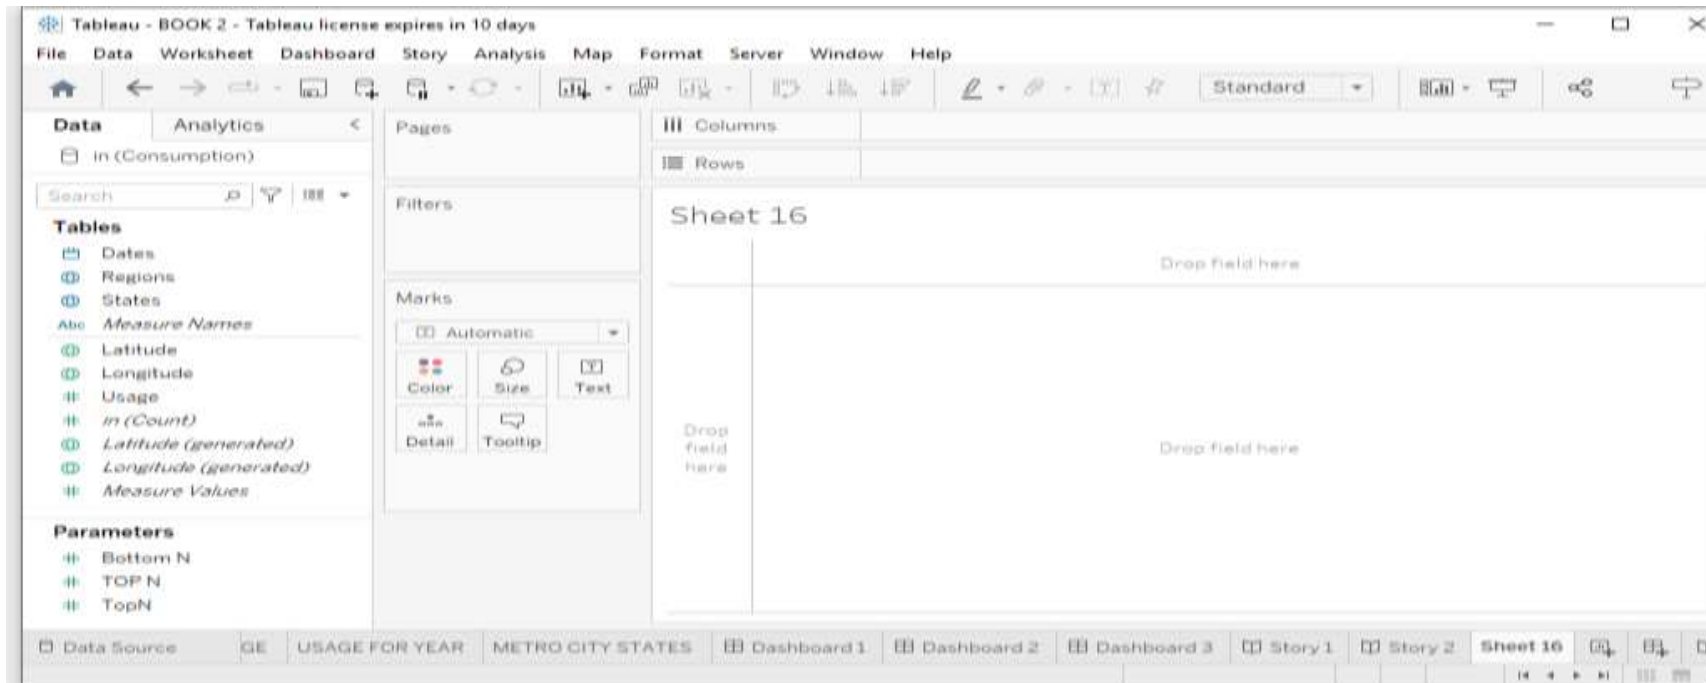 Tableau - BOOK 2 - Tableau license expires in 10 days
File Data Worksheet Dashboard Story Analysis Map Format Server Window Help
Standard
Data Analytics <
in (Consumption)
Search
Tables
Dates
Regions
States
Abc Measure Names
Latitude
Longitude
Usage
in (Count)
Latitude (generated)
Longitude (generated)
Measure Values
Parameters
Bottom N
TOP N
TopN
Pages
Filters
Marks
Automatic
Color Size Text
Detail Tooltip
Columns
Rows
Sheet 16
Drop field here
Drop
field
here
Drop field here
Data Source GE USAGE FOR YEAR METRO CITY STATES Dashboard 1 Dashboard 2 Dashboard 3 Story 1 Story 2 Sheet 16